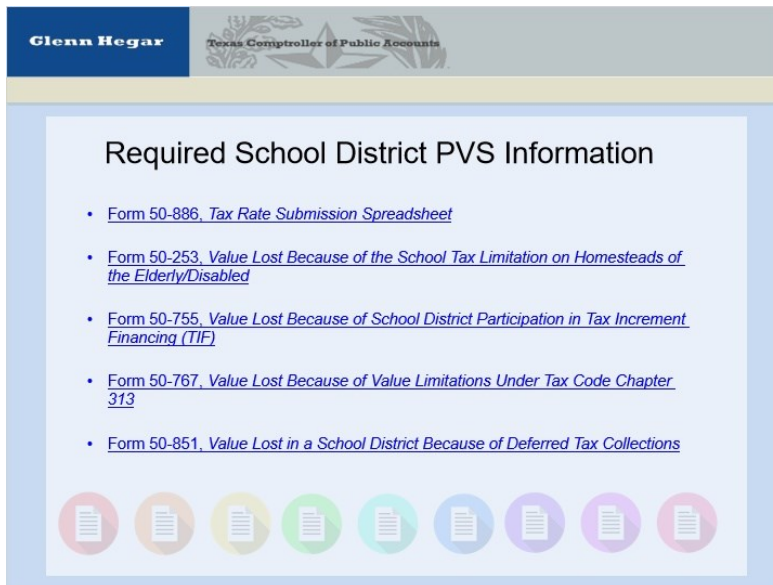 Glenn Hegar
Texas Comptroller of Public Accounts
Required School District PVS Information
• Form 50-886, Tax Rate Submission Spreadsheet
• Form 50-253, Value Lost Because of the School Tax Limitation on Homesteads of
the Elderly/Disabled
• Form 50-755, Value Lost Because of School District Participation in Tax Increment
Financing (TIF)
• Form 50-767, Value Lost Because of Value Limitations Under Tax Code Chapter
313
• Form 50-851, Value Lost in a School District Because of Deferred Tax Collections